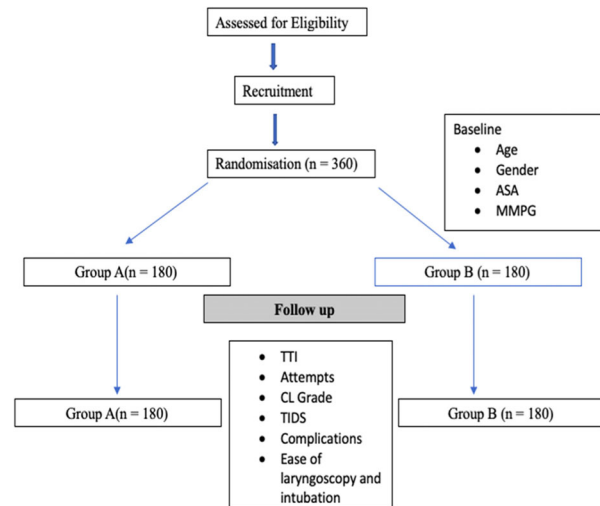 Assessed for Eligibility
Recruitment
Randomisation (n = 360)
Baseline
• Age
• Gender
• ASA
• MMPG
Group A(n = 180)
Group B (n = 180)
Follow up
• TTI
• Attempts
• CL Grade
• TIDS
• Complications
• Ease of
laryngoscopy and
intubation
Group A(n = 180)
Group B (n = 180)